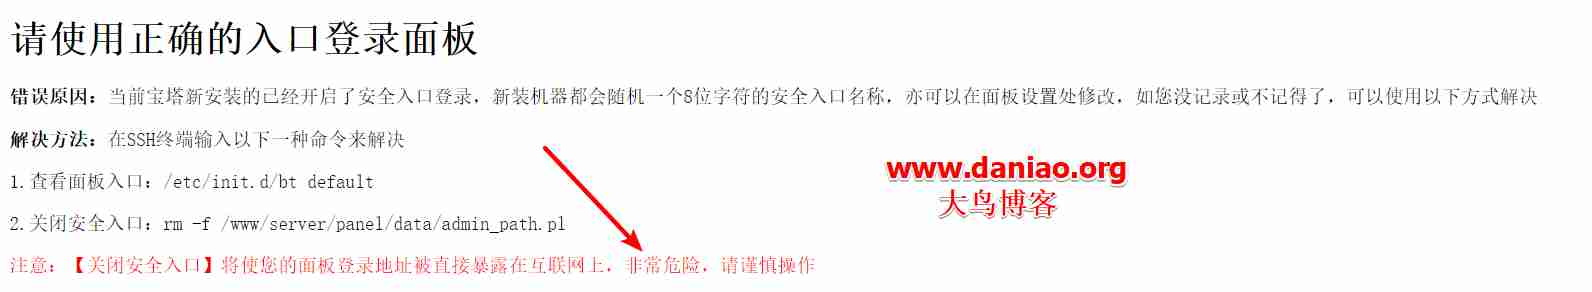 请使用正确的入口登录面板
错误原因：当前宝塔新安装的已经开启了安全入口登录，新装机器都会随机一个8位字符的安全入口名称，亦可以在面板设置处修改，如您没记录或不记得了，可以使用以下方式解决
解决方法：在SSH终端输入以下一种命令来解决
1.查看面板入口：/etc/init.d/bt default
2.关闭安全入口：rm -f /www/server/panel/data/admin_path.pl
注意：【关闭安全入口】将使您的面板登录地址被直接暴露在互联网上，非常危险，请谨慎操作
www.daniao.org
大鸟博客